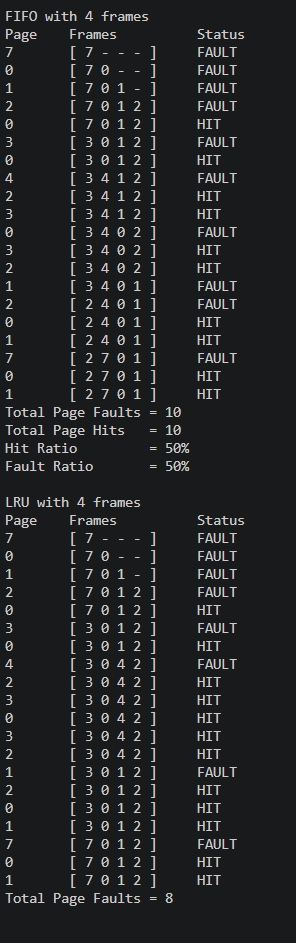 FIFO with 4 frames
Page    Frames          Status
7       [ 7 - - - ]     FAULT
0       [ 7 0 - - ]     FAULT
1       [ 7 0 1 - ]     FAULT
2       [ 7 0 1 2 ]     FAULT
0       [ 7 0 1 2 ]     HIT
3       [ 3 0 1 2 ]     FAULT
0       [ 3 0 1 2 ]     HIT
4       [ 3 4 1 2 ]     FAULT
2       [ 3 4 1 2 ]     HIT
3       [ 3 4 1 2 ]     HIT
0       [ 3 4 0 2 ]     FAULT
3       [ 3 4 0 2 ]     HIT
2       [ 3 4 0 2 ]     HIT
1       [ 3 4 0 1 ]     FAULT
2       [ 2 4 0 1 ]     FAULT
0       [ 2 4 0 1 ]     HIT
1       [ 2 4 0 1 ]     HIT
7       [ 2 7 0 1 ]     FAULT
0       [ 2 7 0 1 ]     HIT
1       [ 2 7 0 1 ]     HIT
Total Page Faults = 10
Total Page Hits   = 10
Hit Ratio         = 50%
Fault Ratio       = 50%

LRU with 4 frames
Page    Frames          Status
7       [ 7 - - - ]     FAULT
0       [ 7 0 - - ]     FAULT
1       [ 7 0 1 - ]     FAULT
2       [ 7 0 1 2 ]     FAULT
0       [ 7 0 1 2 ]     HIT
3       [ 3 0 1 2 ]     FAULT
0       [ 3 0 1 2 ]     HIT
4       [ 3 0 4 2 ]     FAULT
2       [ 3 0 4 2 ]     HIT
3       [ 3 0 4 2 ]     HIT
0       [ 3 0 4 2 ]     HIT
3       [ 3 0 4 2 ]     HIT
2       [ 3 0 4 2 ]     HIT
1       [ 3 0 1 2 ]     FAULT
2       [ 3 0 1 2 ]     HIT
0       [ 3 0 1 2 ]     HIT
1       [ 3 0 1 2 ]     HIT
7       [ 7 0 1 2 ]     FAULT
0       [ 7 0 1 2 ]     HIT
1       [ 7 0 1 2 ]     HIT
Total Page Faults = 8